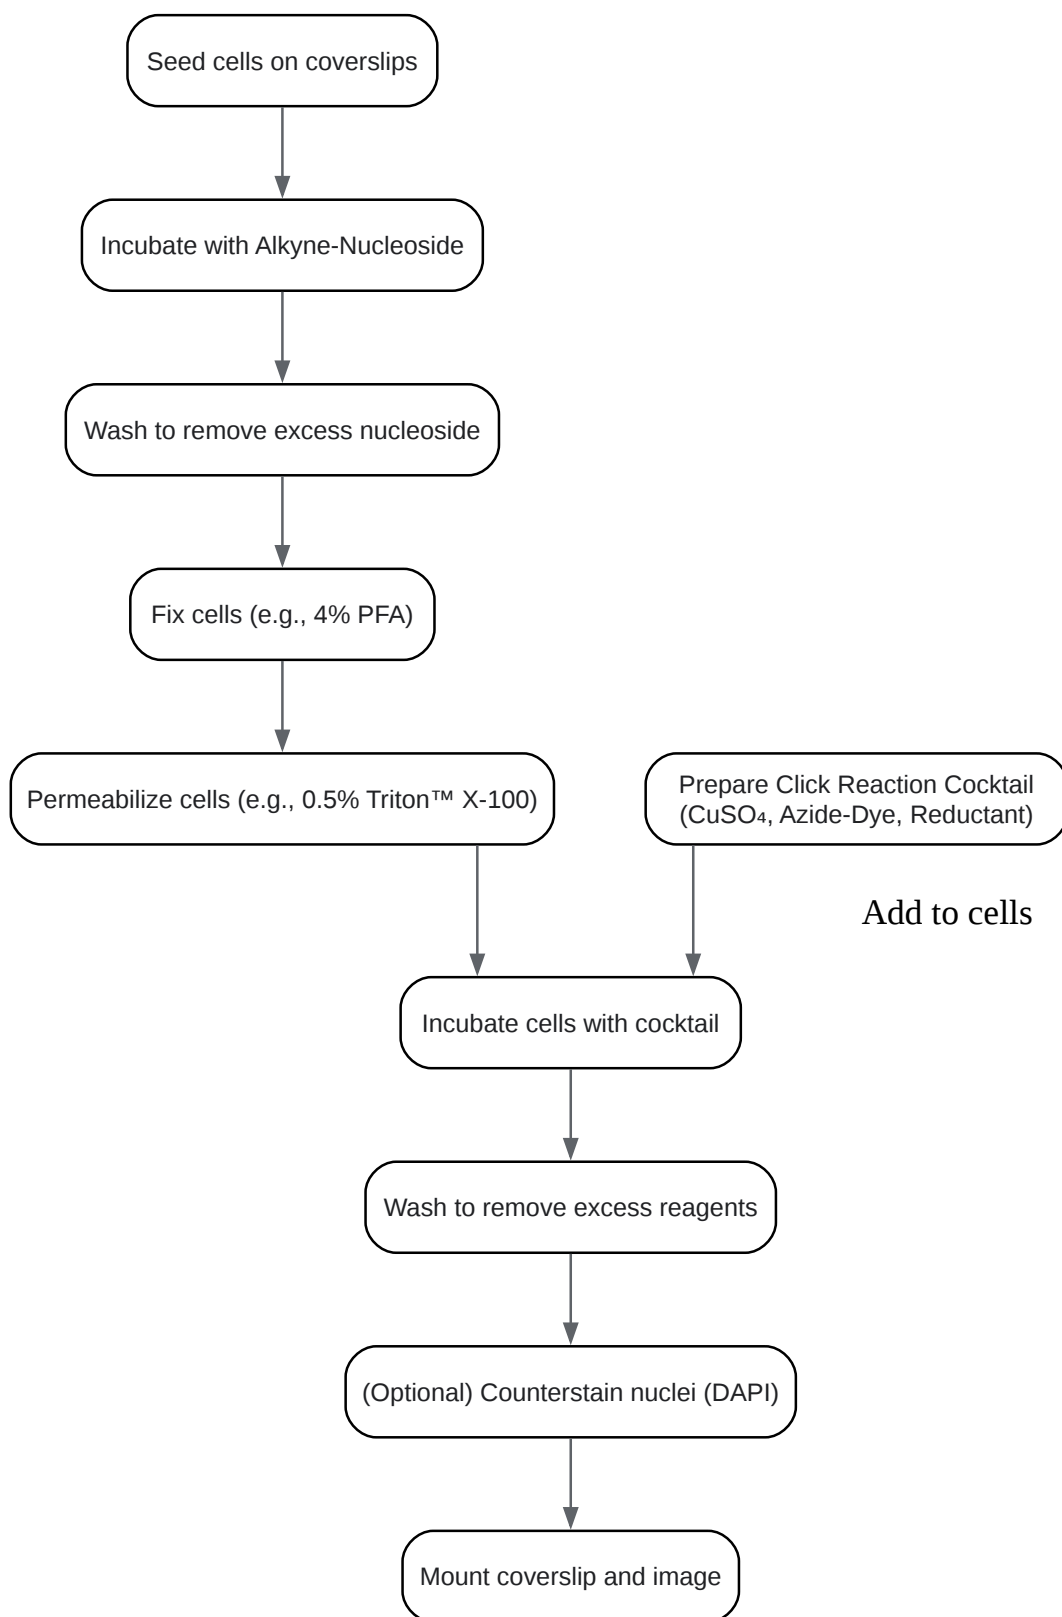 Seed cells on coverslips
Incubate with Alkyne-Nucleoside
Wash to remove excess nucleoside
Fix cells (e.g., 4% PFA)
Permeabilize cells (e.g., 0.5% Triton™ X-100)
Prepare Click Reaction Cocktail
(CuSO₄, Azide-Dye, Reductant)
Add to cells
Incubate cells with cocktail
Wash to remove excess reagents
(Optional) Counterstain nuclei (DAPI)
Mount coverslip and image